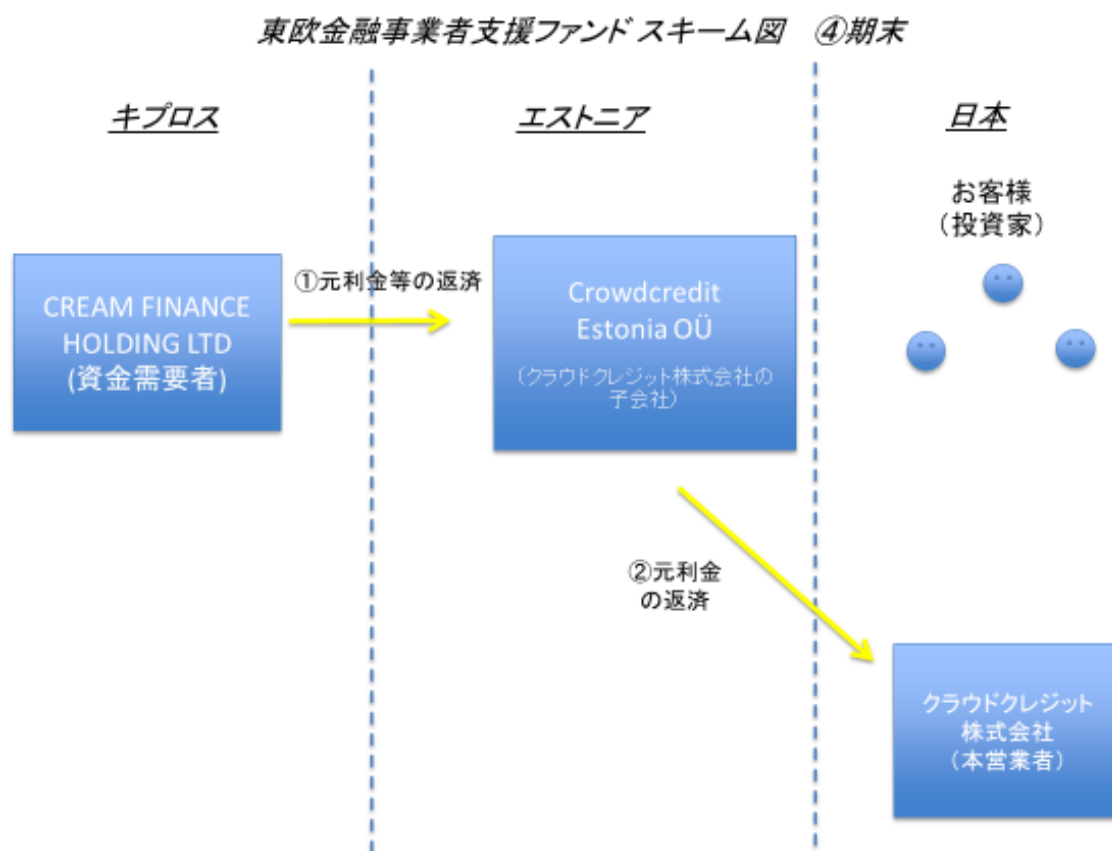 東欧金融事業者支援ファンド スキーム図　④期末
キプロス
エストニア
日本
お客様
（投資家）
CREAM FINANCE
HOLDING LTD
(資金需要者)
①元利金等の返済
Crowdcredit
Estonia OÜ
（クラウドクレジット株式会社の
子会社）
②元利金
の返済
クラウドクレジット
株式会社
（本営業者）